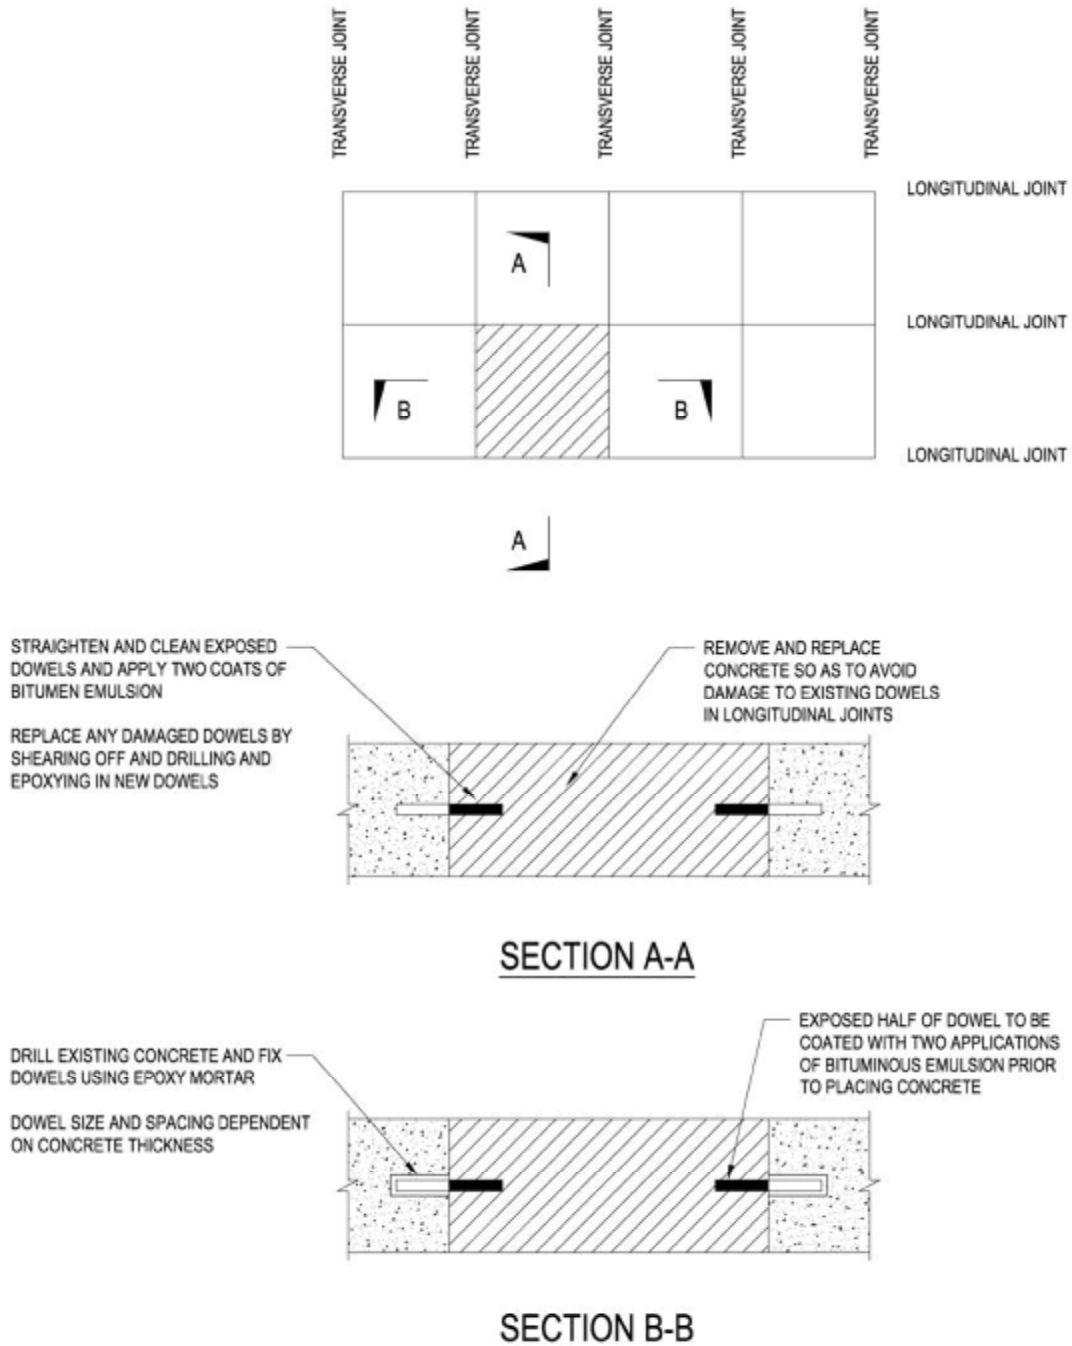 TRANSVERSE JOINT
TRANSVERSE JOINT
TRANSVERSE JOINT
TRANSVERSE JOINT
TRANSVERSE JOINT
LONGITUDINAL JOINT
A
LONGITUDINAL JOINT
B
B
LONGITUDINAL JOINT
A
STRAIGHTEN AND CLEAN EXPOSED
DOWELS AND APPLY TWO COATS OF
BITUMEN EMULSION
REPLACE ANY DAMAGED DOWELS BY
SHEARING OFF AND DRILLING AND
EPOXYING IN NEW DOWELS
REMOVE AND REPLACE
CONCRETE SO AS TO AVOID
DAMAGE TO EXISTING DOWELS
IN LONGITUDINAL JOINTS
SECTION A-A
DRILL EXISTING CONCRETE AND FIX
DOWELS USING EPOXY MORTAR
DOWEL SIZE AND SPACING DEPENDENT
ON CONCRETE THICKNESS
EXPOSED HALF OF DOWEL TO BE
COATED WITH TWO APPLICATIONS
OF BITUMINOUS EMULSION PRIOR
TO PLACING CONCRETE
SECTION B-B